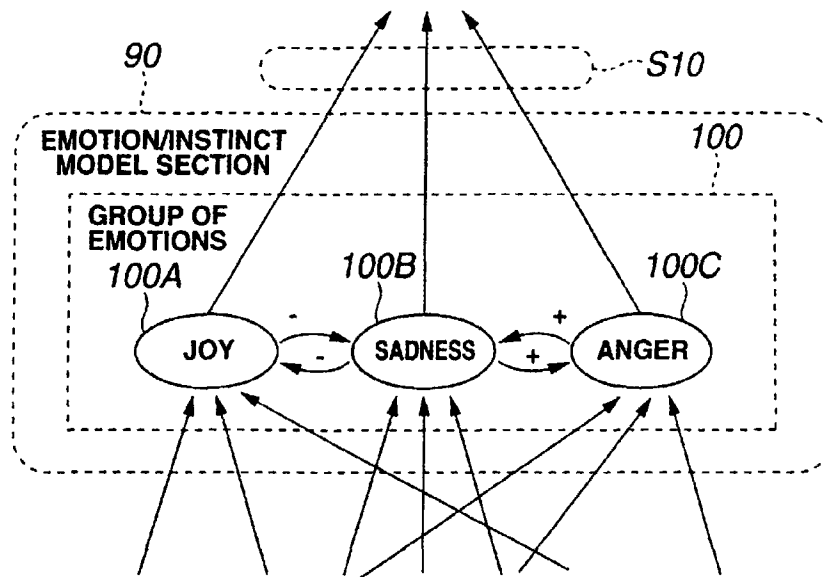 90
S10
EMOTION/INSTINCT
MODEL SECTION
100
GROUP OF
EMOTIONS
100A
100B
100C
- +
JOY
SADNESS
ANGER
- +